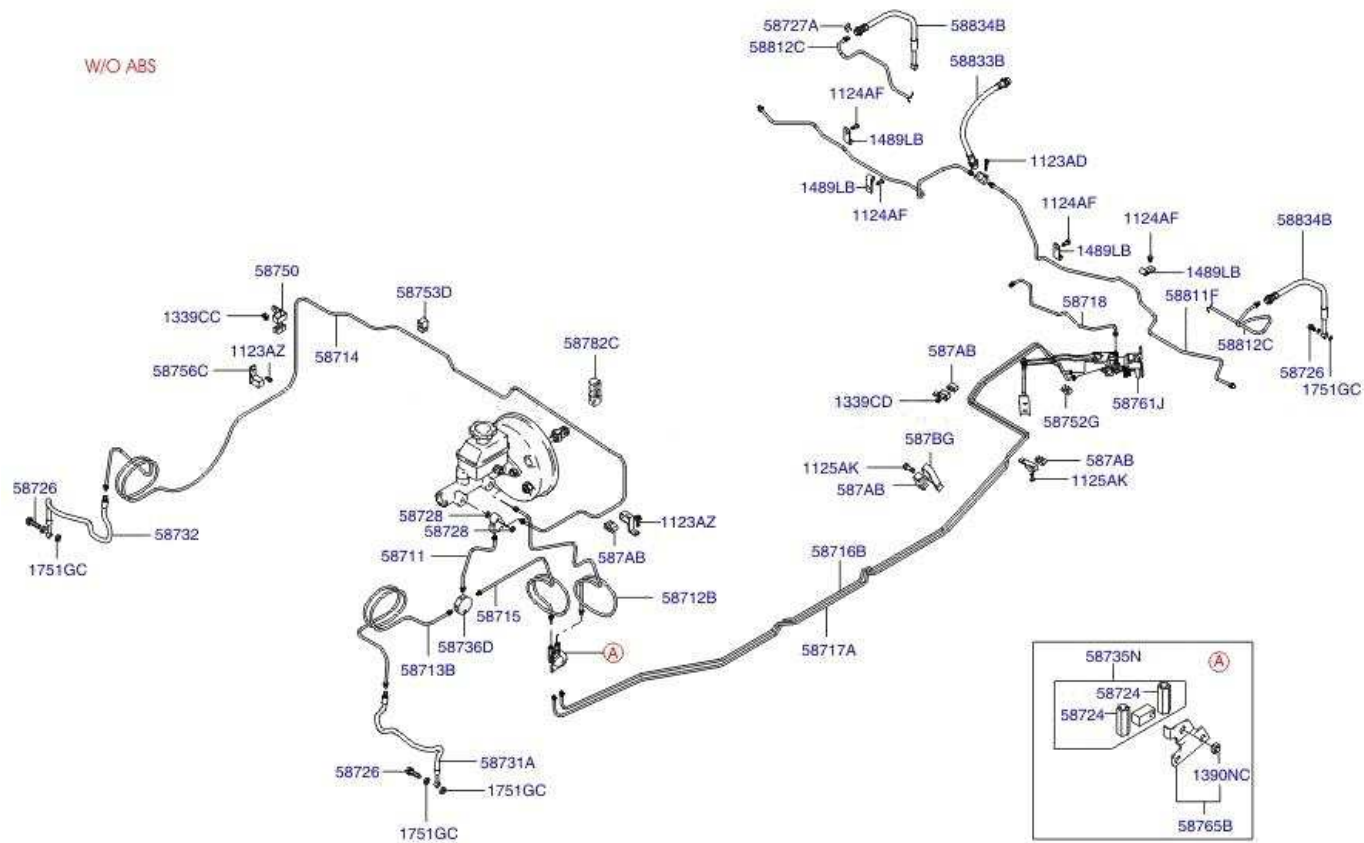 W/O ABS
58727A
58834B
58812C
58833B
1124AF
1489LB
1123AD
1489LB
1124AF
1124AF
1124AF
58834B
1489LB
1489LB
58811F
58812C
58726
1751GC
58750
58753D
1339CC
58714
1123AZ
58756C
58782C
58718
587AB
1339CD
58752G
58761J
587BG
1125AK
587AB
587AB
1125AK
58726
58732
1751GC
58728
58728
1123AZ
587AB
58711
58716B
58715
58712B
58736D
58713B
A
58717A
58731A
58726
1751GC
1751GC
58735N
A
58724
58724
1390NC
58765B